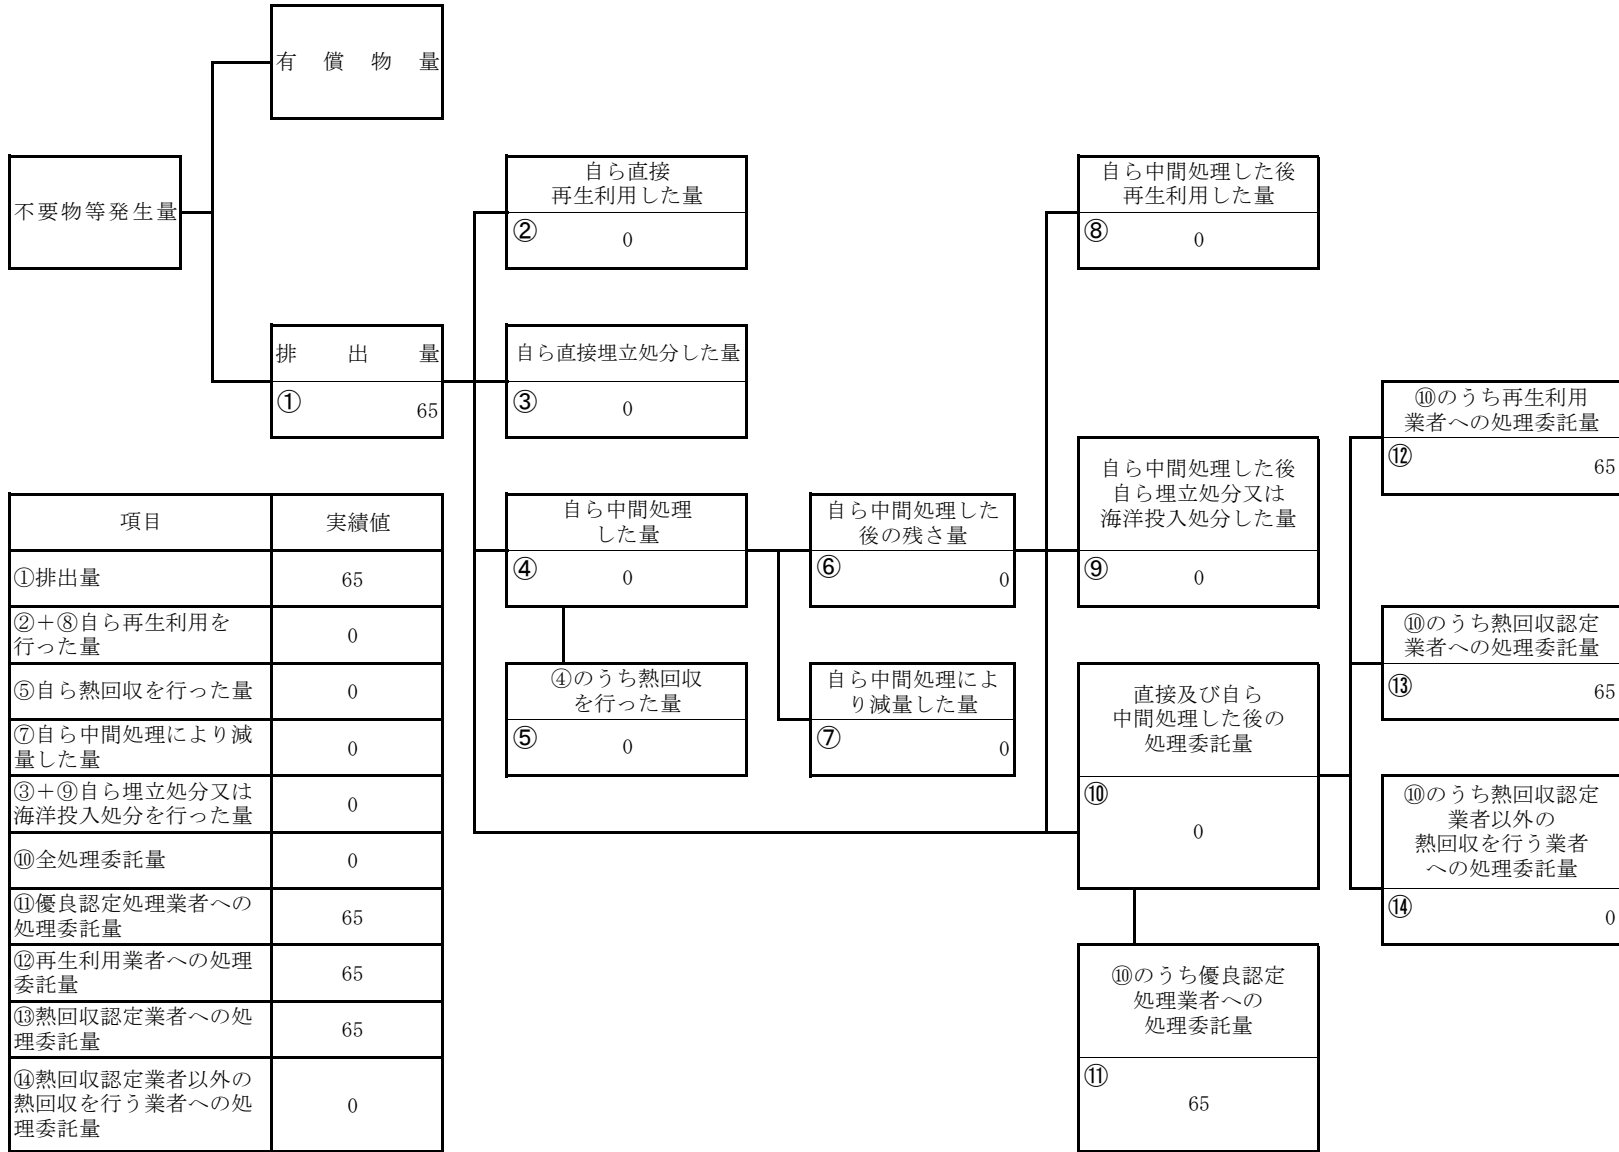 有償物量
不要物等発生量
排出量
①
65
自ら直接
再生利用した量
②
0
自ら直接埋立処分した量
③
0
自ら中間処理
した量
④
0
④のうち熱回収
を行った量
⑤
0
自ら中間処理した
後の残さ量
⑥
0
自ら中間処理によ
り減量した量
⑦
0
自ら中間処理した後
再生利用した量
⑧
0
自ら中間処理した後
自ら埋立処分又は
海洋投入処分した量
⑨
0
直接及び自ら
中間処理した後の
処理委託量
⑩
0
⑩のうち優良認定
処理業者への
処理委託量
⑪
65
⑩のうち再生利用
業者への処理委託量
⑫
65
⑩のうち熱回収認定
業者への処理委託量
⑬
65
⑩のうち熱回収認定
業者以外の
熱回収を行う業者
への処理委託量
⑭
0
項目 実績値
①排出量 65
②＋⑧自ら再生利用を
行った量 0
⑤自ら熱回収を行った量 0
⑦自ら中間処理により減
量した量 0
③＋⑨自ら埋立処分又は
海洋投入処分を行った量 0
⑩全処理委託量 0
⑪優良認定処理業者への
処理委託量 65
⑫再生利用業者への処理
委託量 65
⑬熱回収認定業者への処
理委託量 65
⑭熱回収認定業者以外の
熱回収を行う業者への処
理委託量 0